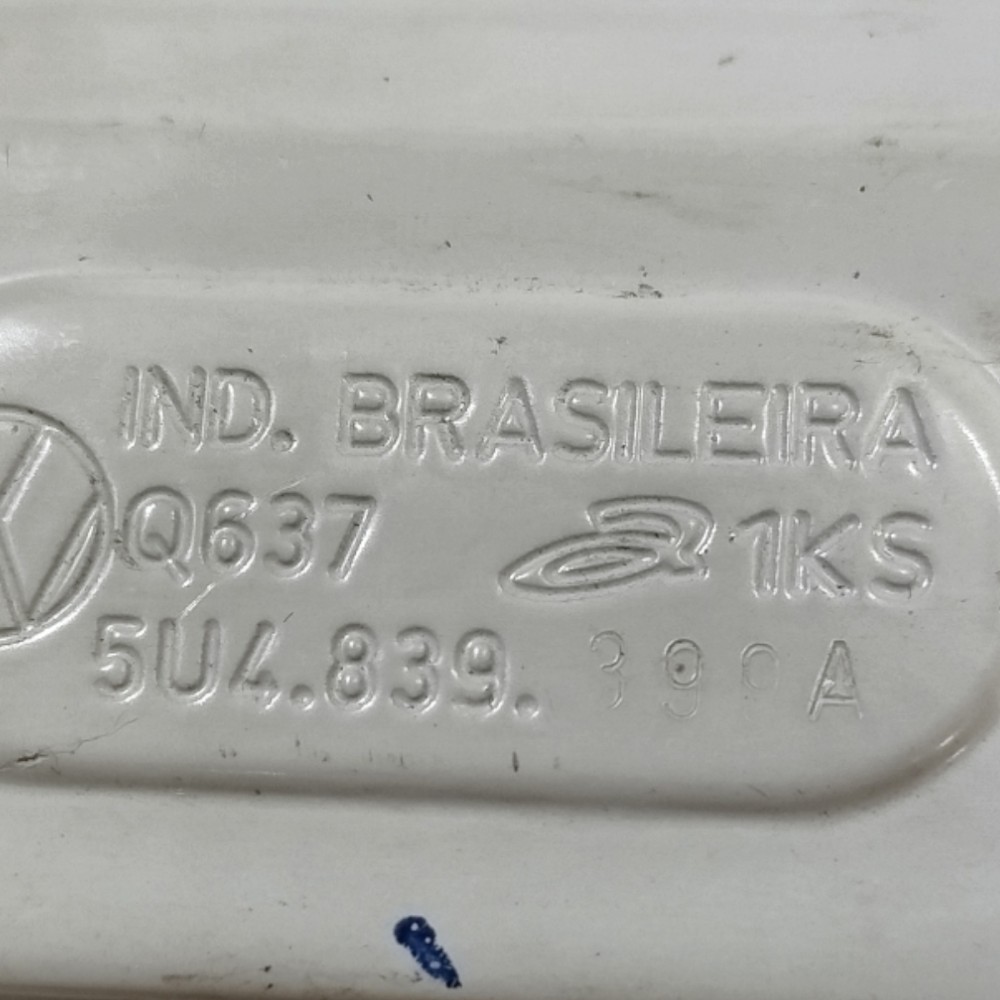 IND. BRASILEIRA
Q637 1KS
5U4.839. A